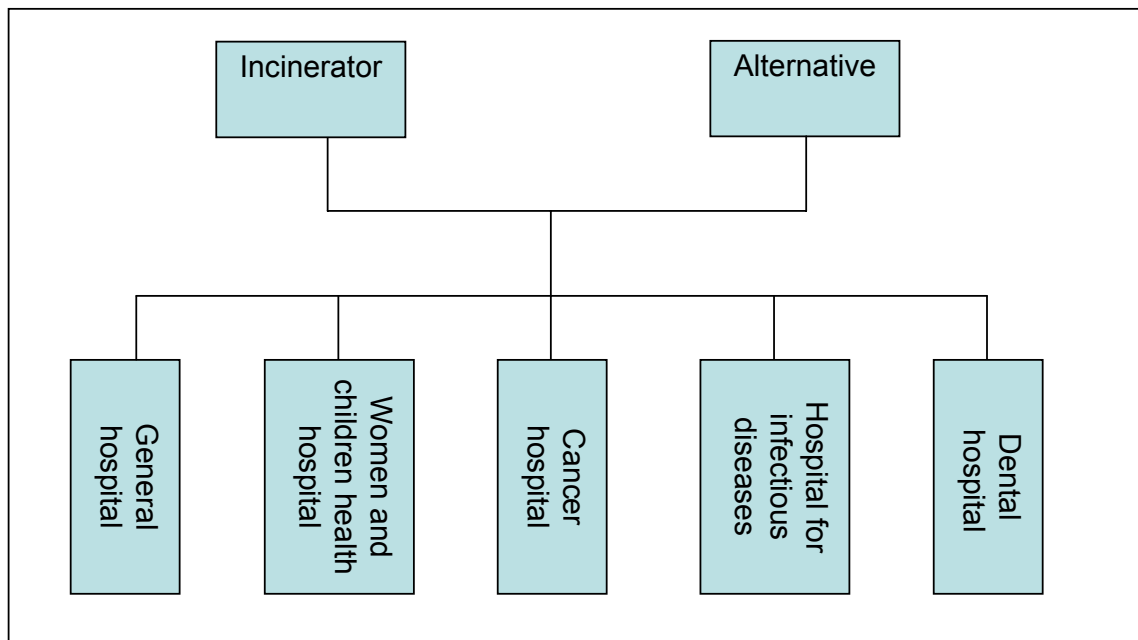 Incinerator
Alternative
General
hospital
Women and
children health
hospital
Cancer
hospital
Hospital for
infectious
diseases
Dental
hospital